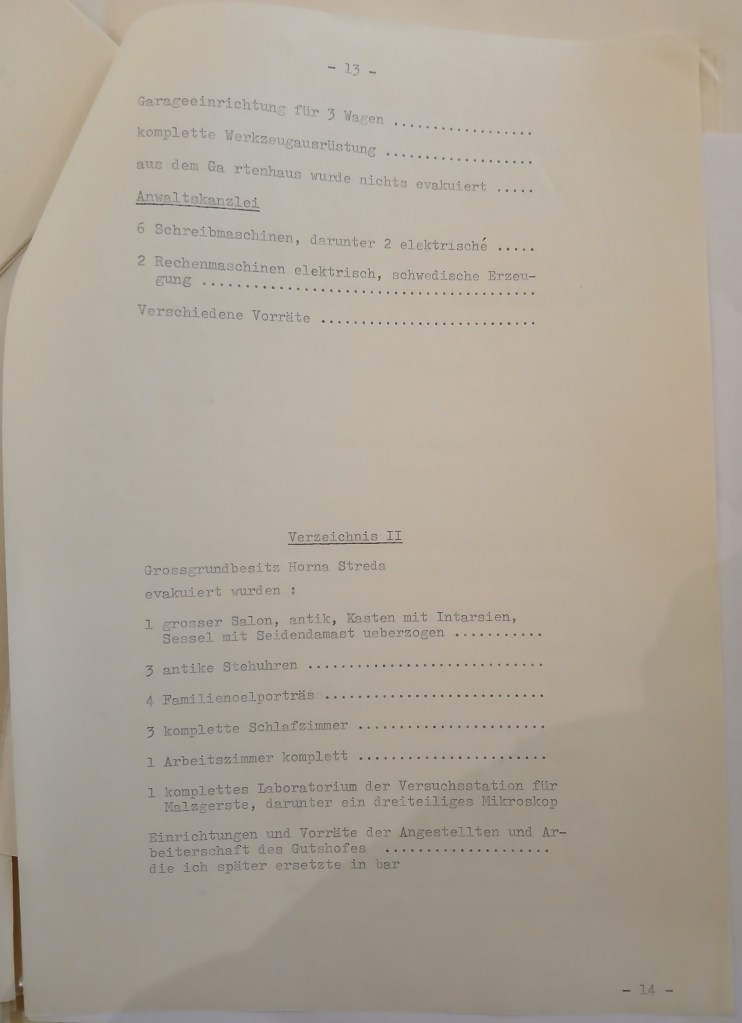 - 13 -
Garageeinrichtung für 3 Wagen ..................
komplette Werkzeugausrüstung ..................
aus dem Ga rtenhaus wurde nichts evakuiert .....
Anwaltskanzlei
6 Schreibmaschinen, darunter 2 elektrisché .....
2 Rechenmaschinen elektrisch, schwedische Erzeu-
gung .........................................
Verschiedene Vorräte ...........................
Verzeichnis II
Grossgrundbesitz Horna Streda
evakuiert wurden :
1 grosser Salon, antik, Kasten mit Intarsien,
Sessel mit Seidendamast ueberzogen ...........
3 antike Stehuhren .............................
4 Familienoelporträs ...........................
3 komplette Schlafzimmer .......................
1 Arbeitszimmer komplett .......................
1 komplettes Laboratorium der Versuchsstation für
Malzgerste, darunter ein dreiteiliges Mikroskop
Einrichtungen und Vorräte der Angestellten und Ar-
beiterschaft des Gutshofes ....................
die ich später ersetzte in bar
- 14 -